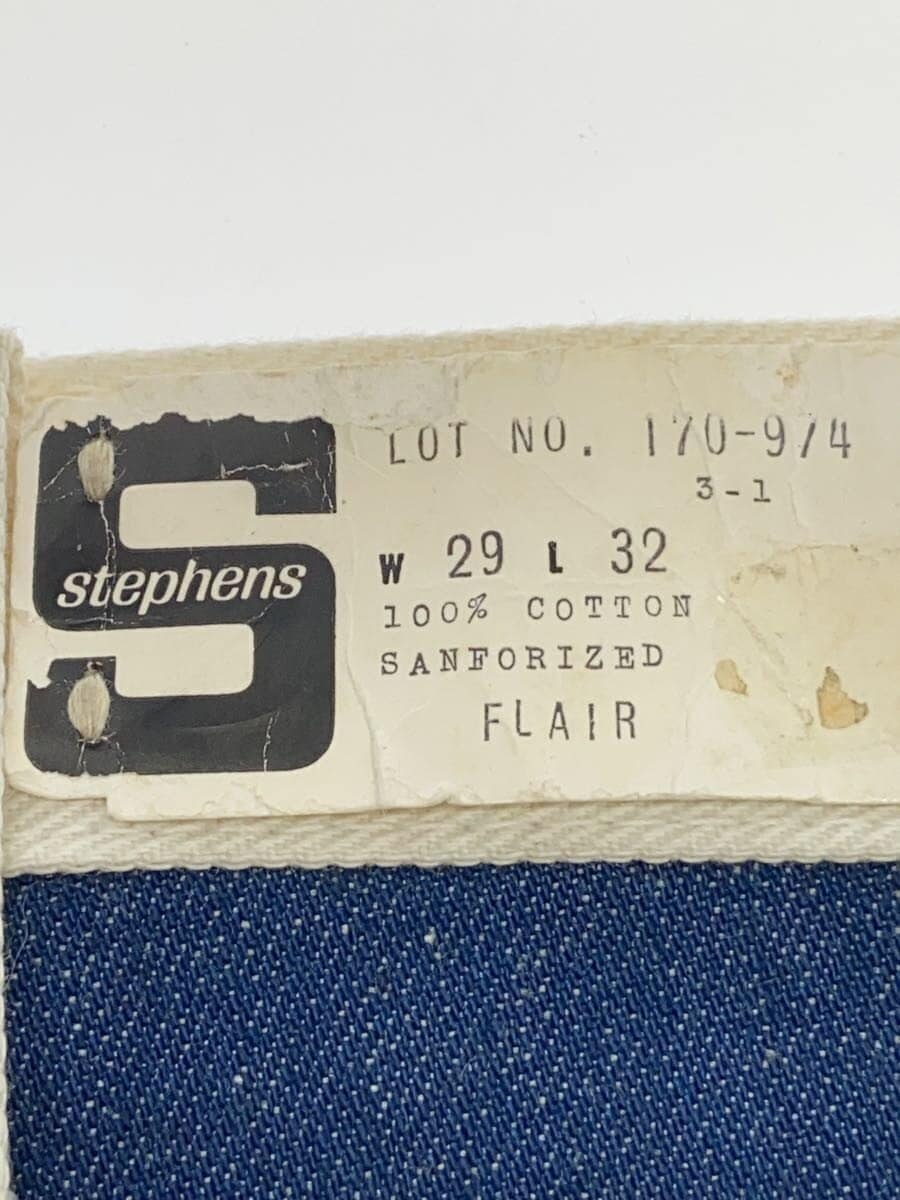 stephens
LOT NO. 170-974
3-1
W 29 L 32
100% COTTON
SANFORIZED
FLAIR